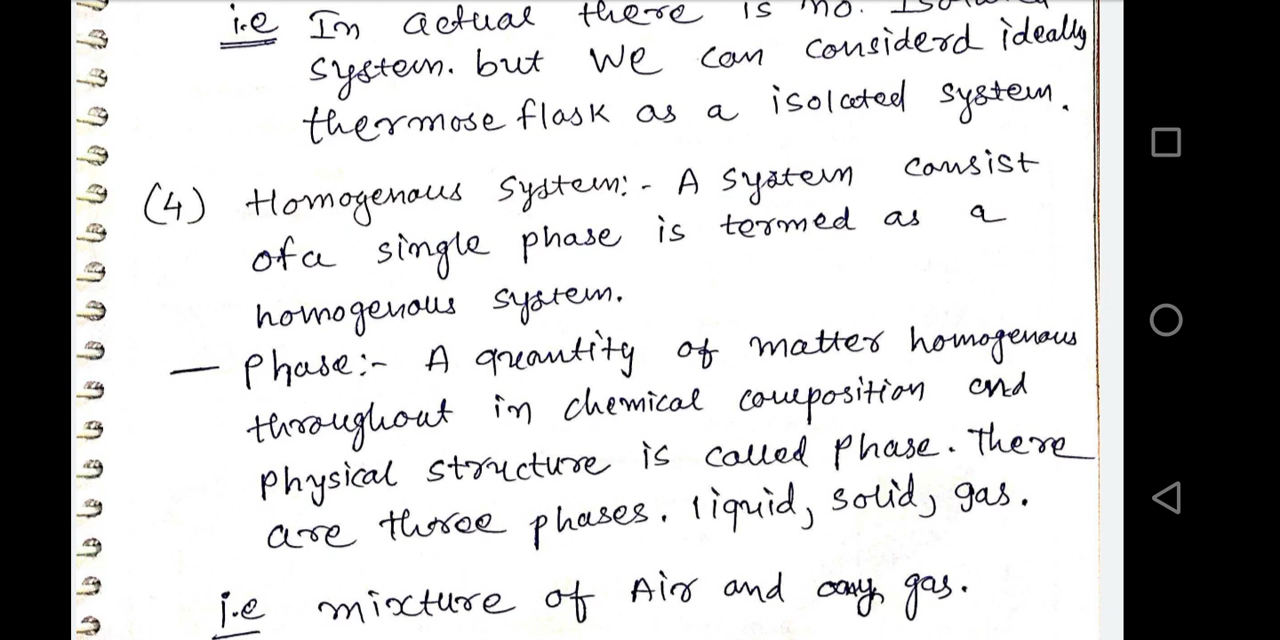 i.e In actual there is no. Isolated
system. but we can considerd ideally
thermose flask as a isolated system.
(4) Homogenous system:- A system consist
of a single phase is termed as a
homogenous system.
— Phase:- A quantity of matter homogenous
throughout in chemical composition and
physical structure is called phase. There
are three phases. liquid, solid, gas.
i.e mixture of Air and any gas.